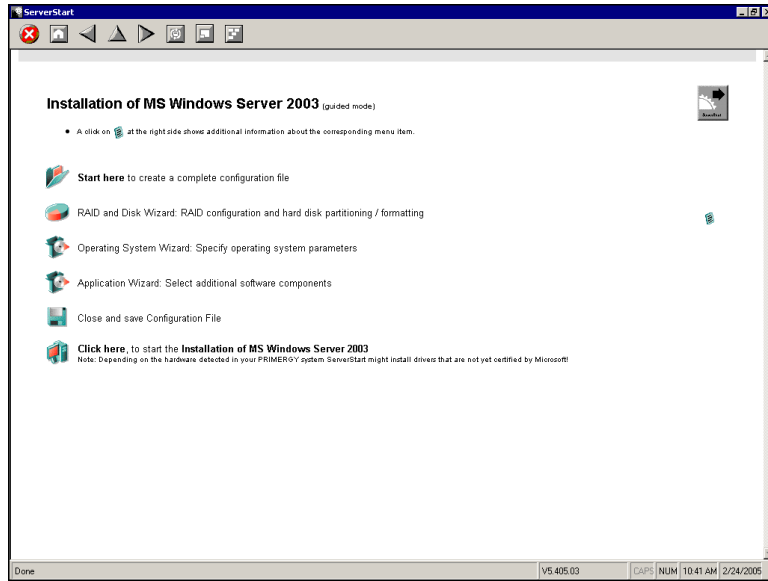 ServerStart
Installation of MS Windows Server 2003 (guided mode)
ServerStart
A click on at the right side shows additional information about the corresponding menu item.
Start here to create a complete configuration file
RAID and Disk Wizard: RAID configuration and hard disk partitioning / formatting
Operating System Wizard: Specify operating system parameters
Application Wizard: Select additional software components
Close and save Configuration File
Click here, to start the Installation of MS Windows Server 2003
Note: Depending on the hardware detected in your PRIMERGY system ServerStart might install drivers that are not yet certified by Microsoft!
Done V5.405.03 CAPS NUM 10:41 AM 2/24/2005